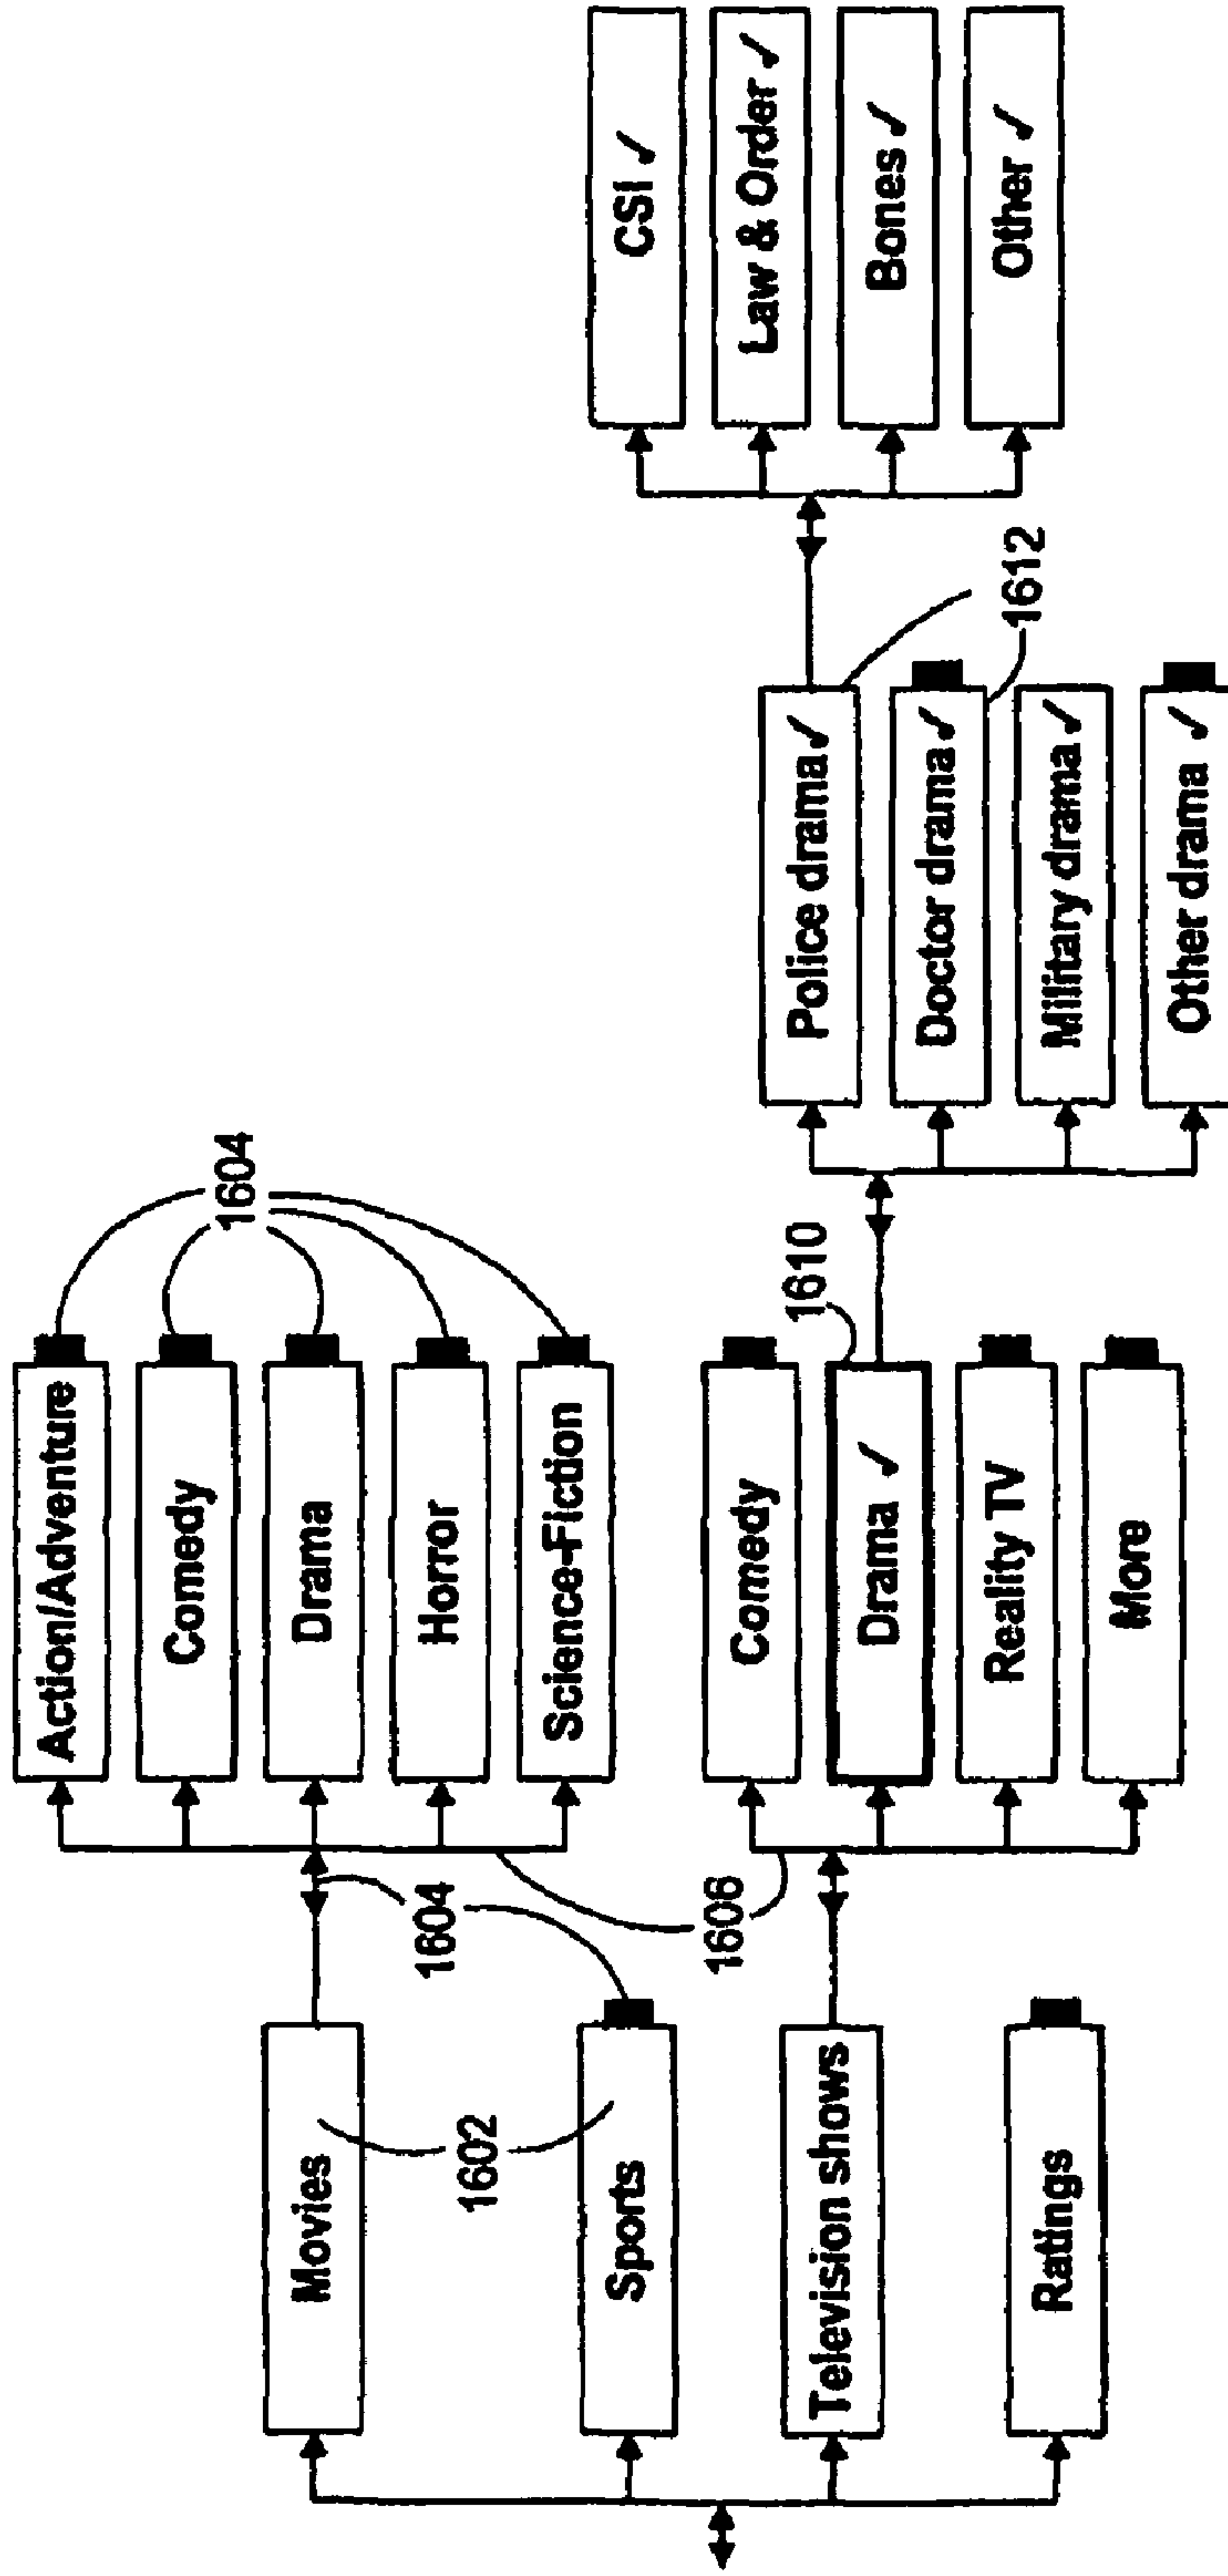 Movies
1602
Sports
Television shows
Ratings
1604
1606
Action/Adventure
Comedy
Drama
Horror
Science-Fiction
1604
Comedy
Drama ✓
Reality TV
More
1610
Police drama ✓
Doctor drama ✓
Military drama ✓
Other drama ✓
1612
CSI ✓
Law & Order ✓
Bones ✓
Other ✓